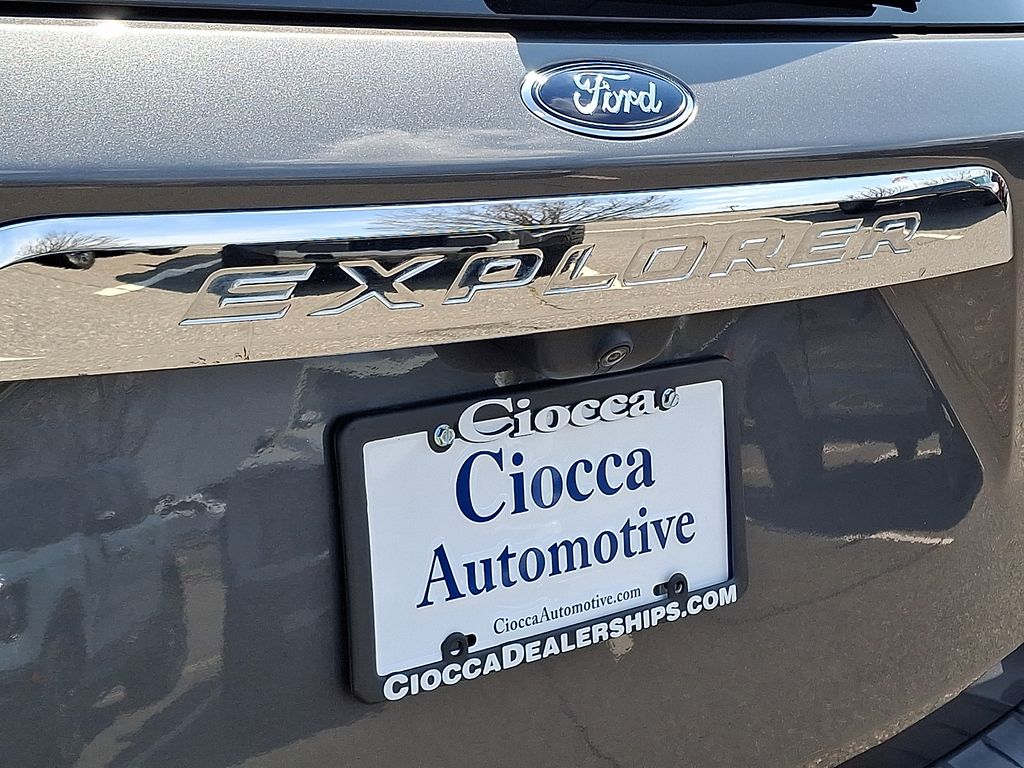 Ford
EXPLORER
Ciocca
Ciocca
Automotive
CioccaAutomotive.com
CIOCCADEALERSHIPS.COM